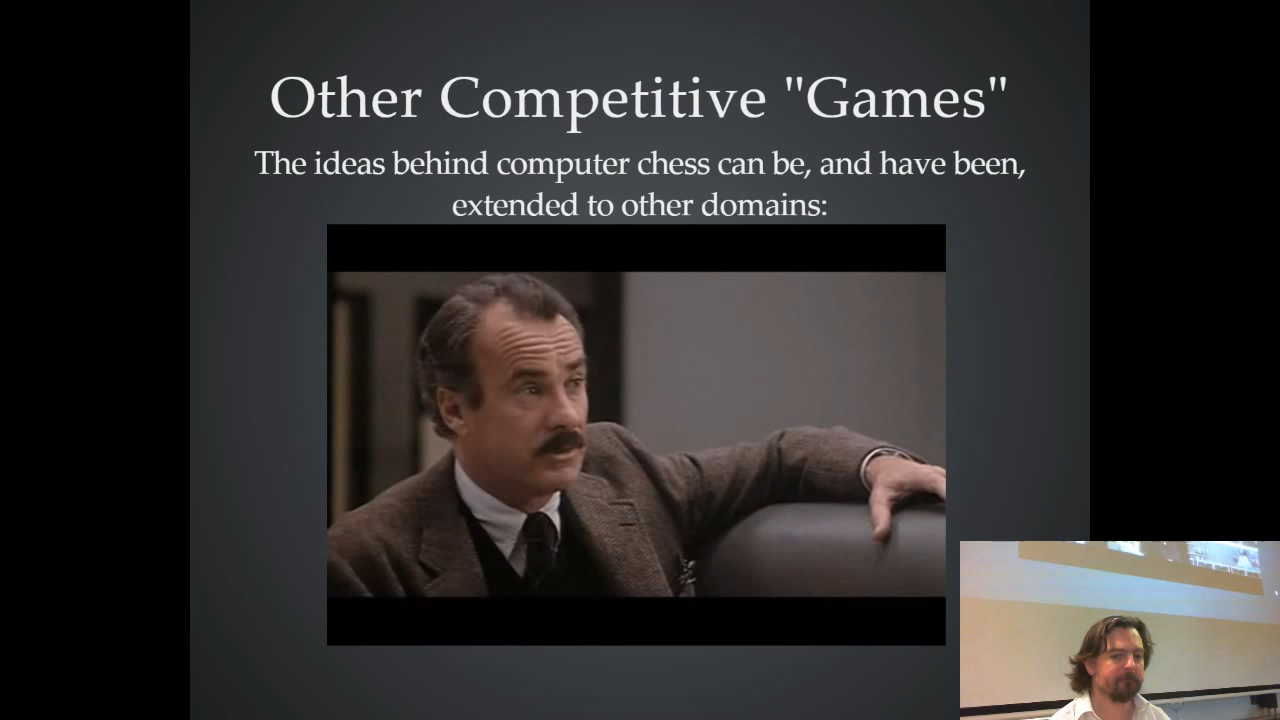 Other Competitive "Games"
The ideas behind computer chess can be, and have been,
extended to other domains: